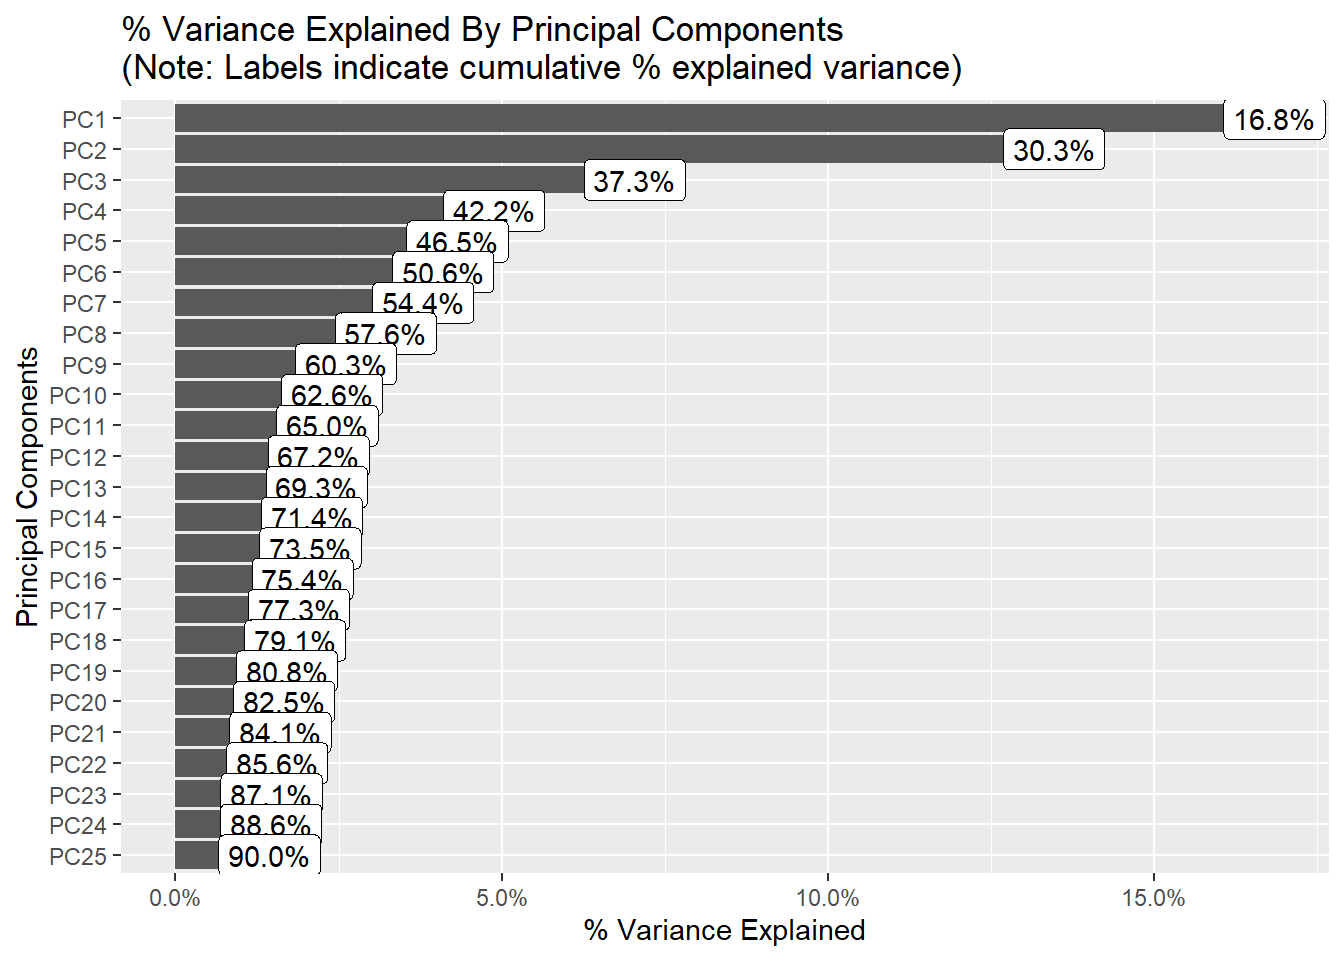 % Variance Explained By Principal Components
(Note: Labels indicate cumulative % explained variance)
Principal Components
PC1 16.8%
PC2 30.3%
PC3 37.3%
PC4 42.2%
PC5 46.5%
PC6 50.6%
PC7 54.4%
PC8 57.6%
PC9 60.3%
PC10 62.6%
PC11 65.0%
PC12 67.2%
PC13 69.3%
PC14 71.4%
PC15 73.5%
PC16 75.4%
PC17 77.3%
PC18 79.1%
PC19 80.8%
PC20 82.5%
PC21 84.1%
PC22 85.6%
PC23 87.1%
PC24 88.6%
PC25 90.0%
0.0% 5.0% 10.0% 15.0%
% Variance Explained